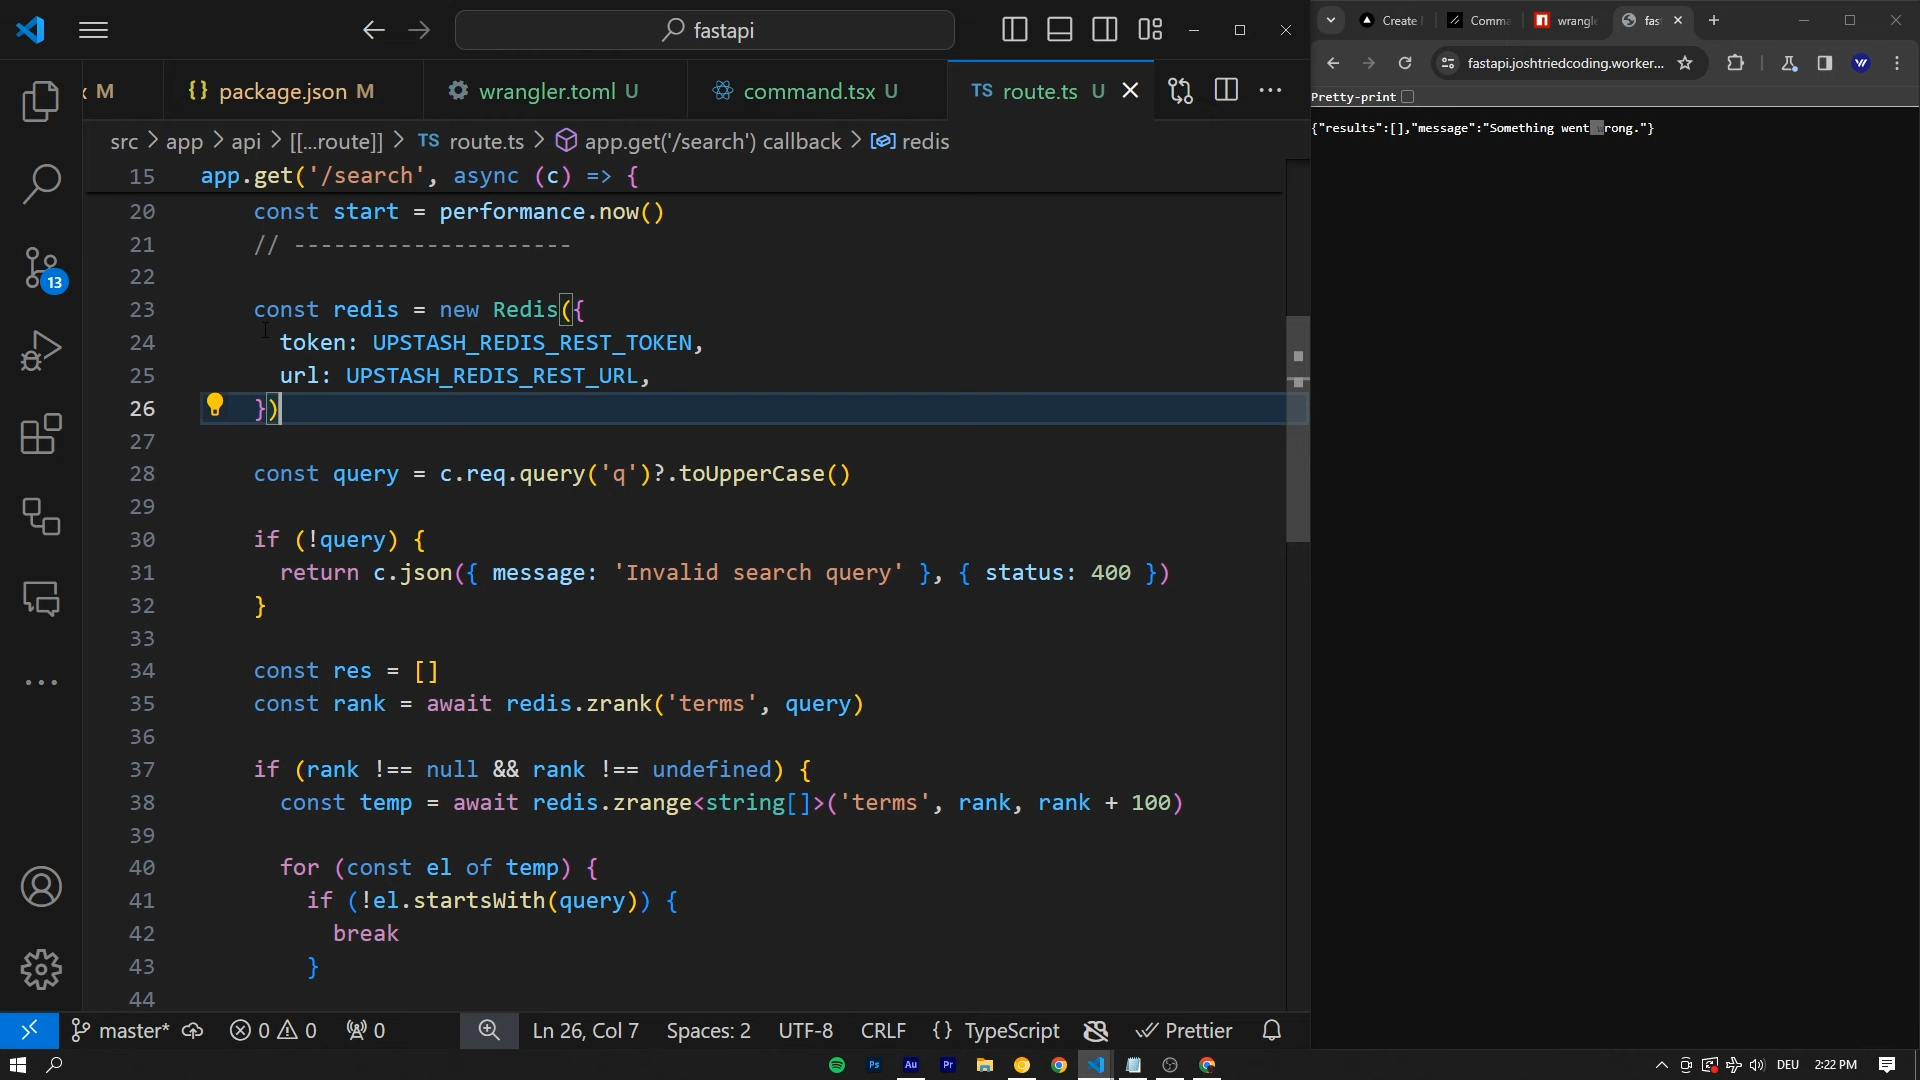 fastapi
M
{} package.json M
wrangler.toml U
command.tsx U
TS route.ts U
src > app > api > [[...route]] > TS route.ts > app.get('/search') callback > redis
15 app.get('/search', async (c) => {
20 const start = performance.now()
21 // ---------------------
22
23 const redis = new Redis({
24 token: UPSTASH_REDIS_REST_TOKEN,
25 url: UPSTASH_REDIS_REST_URL,
26 })
27
28 const query = c.req.query('q')?.toUpperCase()
29
30 if (!query) {
31 return c.json({ message: 'Invalid search query' }, { status: 400 })
32 }
33
34 const res = []
35 const rank = await redis.zrank('terms', query)
36
37 if (rank !== null && rank !== undefined) {
38 const temp = await redis.zrange<string[]>('terms', rank, rank + 100)
39
40 for (const el of temp) {
41 if (!el.startsWith(query)) {
42 break
43 }
44
13
master* 0 0 0 Ln 26, Col 7 Spaces: 2 UTF-8 CRLF {} TypeScript Prettier
Create
Comma
wrangle
fas
fastapi.joshtriedcoding.worker...
Pretty-print
{"results":[],"message":"Something went wrong."}
Ps Au Pr
DEU 2:22 PM